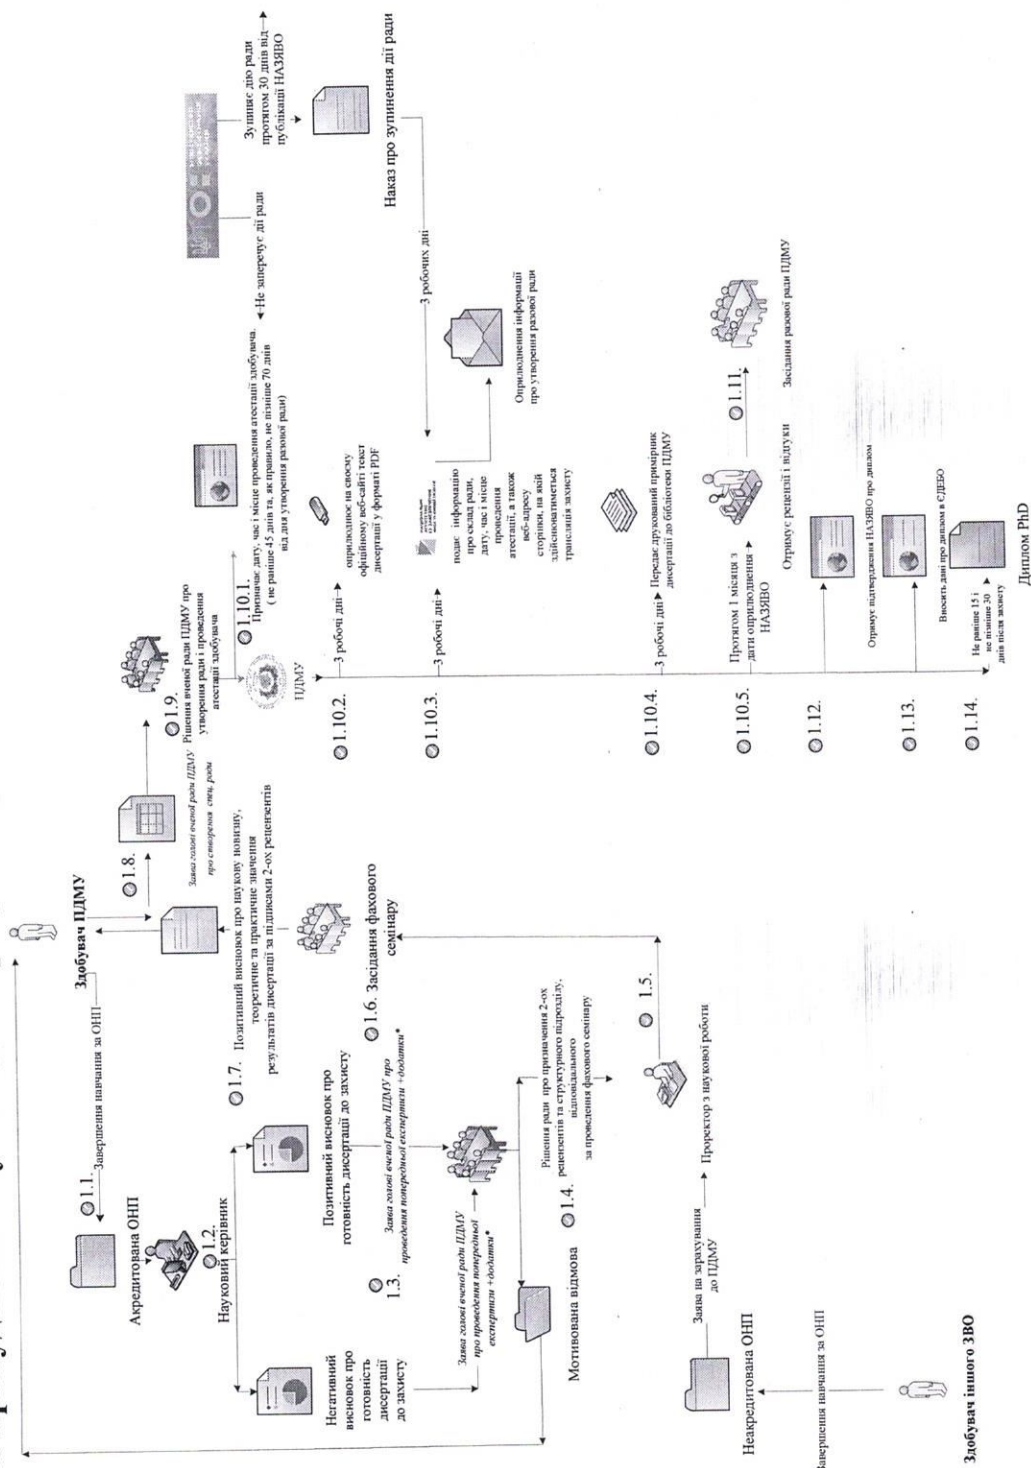 Здобувач ПДМУ
1.1.
Завершення навчання за ОНП
Акредитована ОНП
1.2.
Науковий керівник
Негативний
висновок про
готовність
дисертації
до захисту
Позитивний висновок про
готовність дисертації до захисту
1.3.
Заява голові вченої ради ПДМУ про
проведення попередньої експертизи +додатки*
Заява голові вченої ради ПДМУ
про проведення попередньої
експертизи +додатки*
1.4.
Мотивована відмова
Рішення ради про призначення 2-ох
рецензентів та структурного підрозділу,
відповідального
за проведення фахового семінару
1.5.
Проректор з наукової роботи
Заява на зарахування
до ПДМУ
Неакредитована ОНП
Завершення навчання за ОНП
Здобувач іншого ЗВО
1.6. Засідання фахового
семінару
1.7. Позитивний висновок про наукову новизну,
теоретичне та практичне значення
результатів дисертації за підписами 2-ох рецензентів
1.8.
Заява голові вченої ради ПДМУ
про створення спец. ради
1.9.
Рішення вченої ради ПДМУ про
утворення ради і проведення
атестації здобувача
ПДМУ
1.10.1.
Призначає дату, час і місце проведення атестації здобувача.
( не раніше 45 днів та, як правило, не пізніше 70 днів
від дня утворення разової ради)
Не заперечує дії ради
Зупиняє дію ради
протягом 30 днів від
публікації НАЗЯВО
Наказ про зупинення дії ради
3 робочих дні
1.10.2.
3 робочі дні
оприлюднює на своєму
офіційному веб-сайті текст
дисертації у форматі PDF
1.10.3
3 робочі дні
подає інформацію
про склад ради,
дату, час і місце
проведення
атестації, а також
веб-адресу
сторінки, на якій
здійснюватиметься
трансляція захисту
Оприлюднення інформації
про утворення разової ради
1.10.4.
3 робочі дні
Передає друкований примірник
дисертації до бібліотеки ПДМУ
1.10.5.
Протягом 1 місяця з
дати оприлюднення
НАЗЯВО
Отримує рецензії і відгуки
1.11.
Засідання разової ради ПДМУ
1.12.
Отримує підтвердження НАЗЯВО про диплом
1.13.
Вносить дані про диплом в ЄДЕБО
1.14.
Не раніше 15 і
не пізніше 30
днів після захисту
Диплом PhD